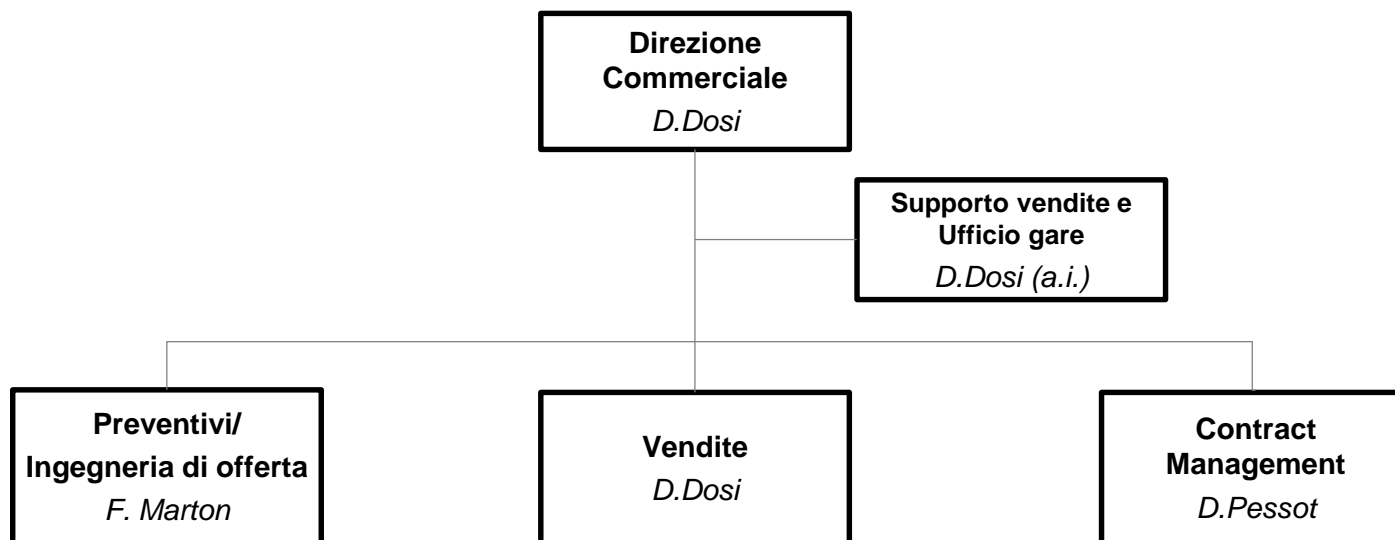 Direzione
Commerciale
D.Dosi
Supporto vendite e
Ufficio gare
D.Dosi (a.i.)
Preventivi/
Ingegneria di offerta
F. Marton
Vendite
D.Dosi
Contract
Management
D.Pessot